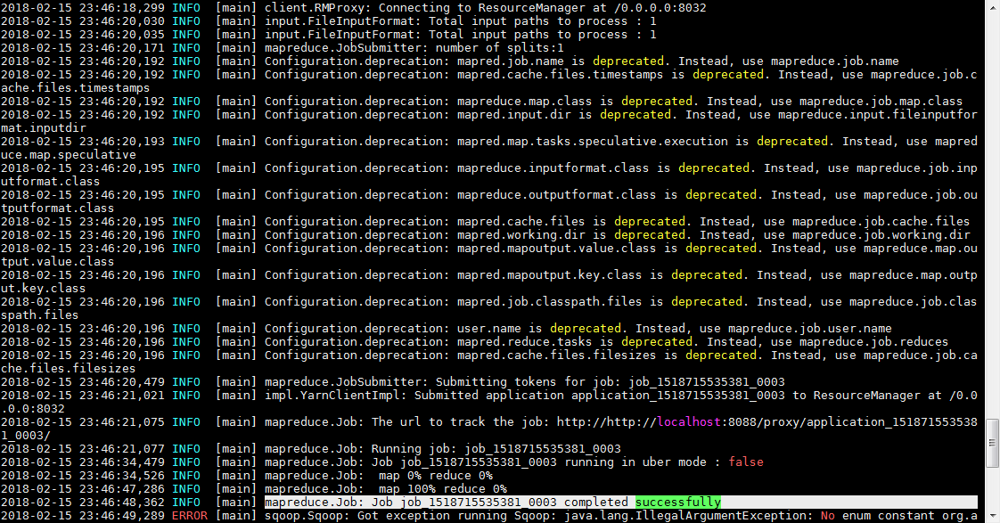 2018-02-15 23:46:18,299 INFO  [main] client.RMProxy: Connecting to ResourceManager at /0.0.0.0:8032
2018-02-15 23:46:20,030 INFO  [main] input.FileInputFormat: Total input paths to process : 1
2018-02-15 23:46:20,035 INFO  [main] input.FileInputFormat: Total input paths to process : 1
2018-02-15 23:46:20,171 INFO  [main] mapreduce.JobSubmitter: number of splits:1
2018-02-15 23:46:20,192 INFO  [main] Configuration.deprecation: mapred.job.name is deprecated. Instead, use mapreduce.job.name
2018-02-15 23:46:20,192 INFO  [main] Configuration.deprecation: mapred.cache.files.timestamps is deprecated. Instead, use mapreduce.job.c
ache.files.timestamps
2018-02-15 23:46:20,192 INFO  [main] Configuration.deprecation: mapreduce.map.class is deprecated. Instead, use mapreduce.job.map.class
2018-02-15 23:46:20,192 INFO  [main] Configuration.deprecation: mapred.input.dir is deprecated. Instead, use mapreduce.input.fileinputfor
mat.inputdir
2018-02-15 23:46:20,193 INFO  [main] Configuration.deprecation: mapred.map.tasks.speculative.execution is deprecated. Instead, use mapred
uce.map.speculative
2018-02-15 23:46:20,195 INFO  [main] Configuration.deprecation: mapreduce.inputformat.class is deprecated. Instead, use mapreduce.job.inp
utformat.class
2018-02-15 23:46:20,195 INFO  [main] Configuration.deprecation: mapreduce.outputformat.class is deprecated. Instead, use mapreduce.job.ou
tputformat.class
2018-02-15 23:46:20,195 INFO  [main] Configuration.deprecation: mapred.cache.files is deprecated. Instead, use mapreduce.job.cache.files
2018-02-15 23:46:20,196 INFO  [main] Configuration.deprecation: mapred.working.dir is deprecated. Instead, use mapreduce.job.working.dir
2018-02-15 23:46:20,196 INFO  [main] Configuration.deprecation: mapred.mapoutput.value.class is deprecated. Instead, use mapreduce.map.ou
tput.value.class
2018-02-15 23:46:20,196 INFO  [main] Configuration.deprecation: mapred.mapoutput.key.class is deprecated. Instead, use mapreduce.map.outp
ut.key.class
2018-02-15 23:46:20,196 INFO  [main] Configuration.deprecation: mapred.job.classpath.files is deprecated. Instead, use mapreduce.job.clas
spath.files
2018-02-15 23:46:20,196 INFO  [main] Configuration.deprecation: user.name is deprecated. Instead, use mapreduce.job.user.name
2018-02-15 23:46:20,196 INFO  [main] Configuration.deprecation: mapred.reduce.tasks is deprecated. Instead, use mapreduce.job.reduces
2018-02-15 23:46:20,196 INFO  [main] Configuration.deprecation: mapred.cache.files.filesizes is deprecated. Instead, use mapreduce.job.ca
che.files.filesizes
2018-02-15 23:46:20,479 INFO  [main] mapreduce.JobSubmitter: Submitting tokens for job: job_1518715535381_0003
2018-02-15 23:46:21,021 INFO  [main] impl.YarnClientImpl: Submitted application application_1518715535381_0003 to ResourceManager at /0.0
.0.0:8032
2018-02-15 23:46:21,075 INFO  [main] mapreduce.Job: The url to track the job: http://http://localhost:8088/proxy/application_151871553538
1_0003/
2018-02-15 23:46:21,077 INFO  [main] mapreduce.Job: Running job: job_1518715535381_0003
2018-02-15 23:46:34,479 INFO  [main] mapreduce.Job: Job job_1518715535381_0003 running in uber mode : false
2018-02-15 23:46:34,526 INFO  [main] mapreduce.Job:  map 0% reduce 0%
2018-02-15 23:46:47,286 INFO  [main] mapreduce.Job:  map 100% reduce 0%
2018-02-15 23:46:48,362 INFO  [main] mapreduce.Job: Job job_1518715535381_0003 completed successfully
2018-02-15 23:46:49,289 ERROR [main] sqoop.Sqoop: Got exception running Sqoop: java.lang.IllegalArgumentException: No enum constant org.a